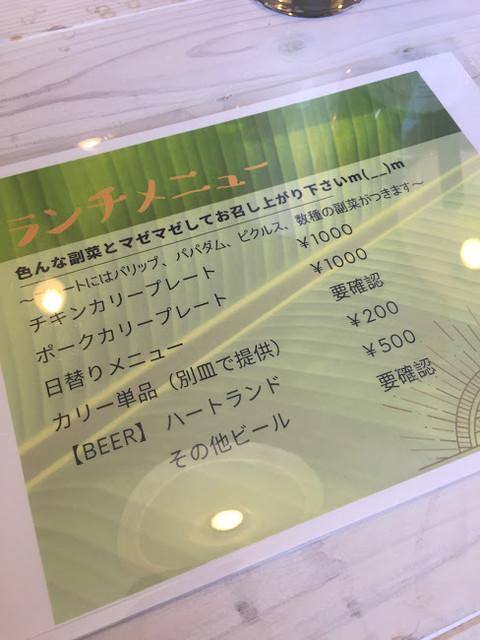 ランチメニュー
色んな副菜とマゼマゼしてお召し上がり下さいm(__)m
～プレートにはパリップ、パパダム、ピクルス、数種の副菜がつきます～
チキンカリープレート ¥1000
ポークカリープレート ¥1000
日替りメニュー 要確認
カリー単品（別皿で提供） ¥200
【BEER】 ハートランド ¥500
その他ビール 要確認